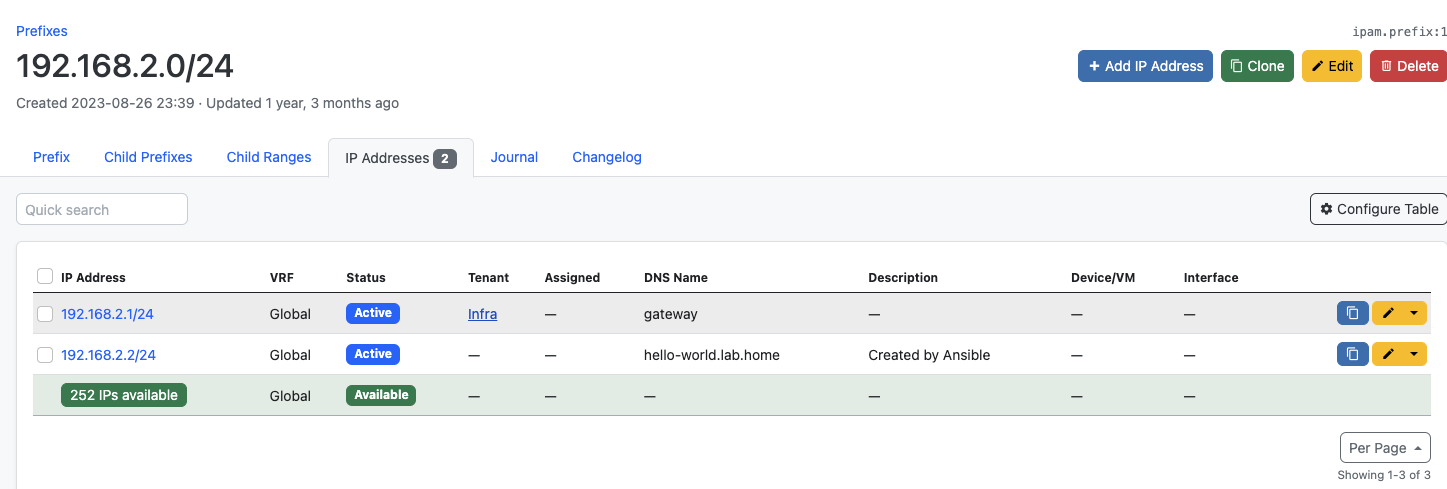 Prefixes
ipam.prefix:1
192.168.2.0/24
Add IP Address Clone Edit Delete
Created 2023-08-26 23:39 · Updated 1 year, 3 months ago
Prefix Child Prefixes Child Ranges IP Addresses 2 Journal Changelog
Quick search
Configure Table
IP Address VRF Status Tenant Assigned DNS Name Description Device/VM Interface
192.168.2.1/24 Global Active Infra — gateway — — —
192.168.2.2/24 Global Active — — hello-world.lab.home Created by Ansible — —
252 IPs available Global Available — — — — — —
Per Page
Showing 1-3 of 3